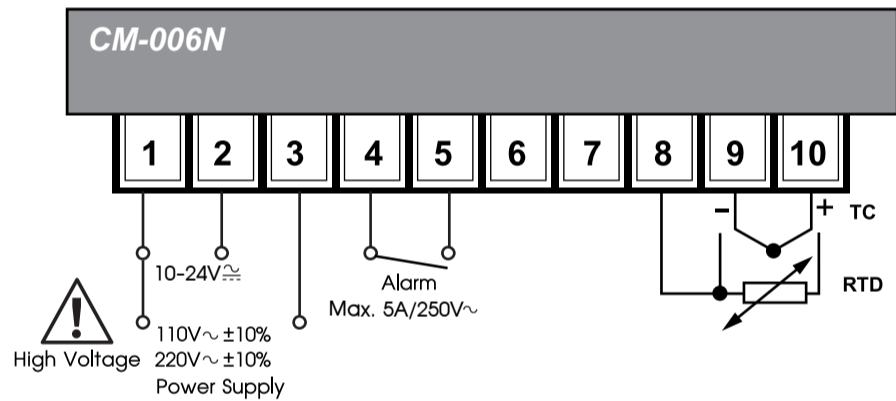 CM-006N
1 2 3 4 5 6 7 8 9 10
- + TC
10-24V⎓~
Alarm
RTD
Max. 5A/250V~
!
High Voltage
110V~ ±10%
220V~ ±10%
Power Supply